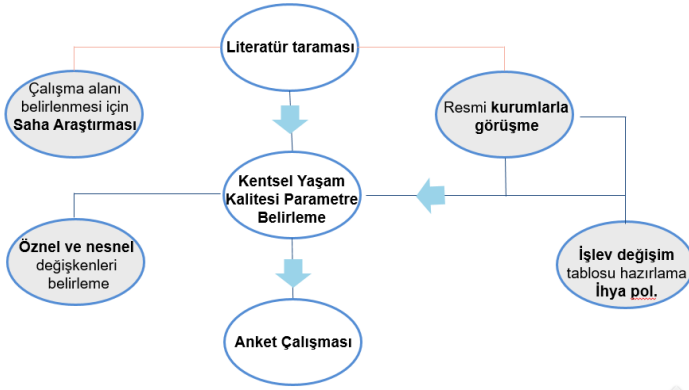 Literatür taraması
Çalışma alanı
belirlenmesi için
Saha Araştırması
Resmi kurumlarla
görüşme
Kentsel Yaşam
Kalitesi Parametre
Belirleme
Öznel ve nesnel
değişkenleri
belirleme
İşlev değişim
tablosu hazırlama
İhya pol.
Anket Çalışması